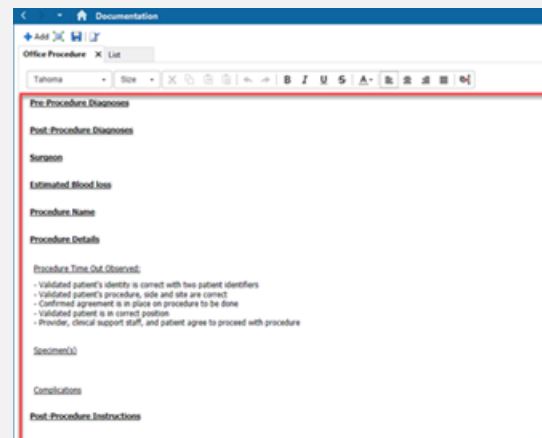 Documentation
Add
Office Procedure X List
Tahoma Size B I U S A
Pre-Procedure Diagnoses
Post-Procedure Diagnoses
Surgeon
Estimated Blood loss
Procedure Name
Procedure Details
Procedure Time Out Observed:
- Validated patient's identity is correct with two patient identifiers
- Validated patient's procedure, side and site are correct
- Confirmed agreement is in place on procedure to be done
- Validated patient is in correct position
- Provider, clinical support staff, and patient agree to proceed with procedure
Specimen(s)
Complications
Post-Procedure Instructions